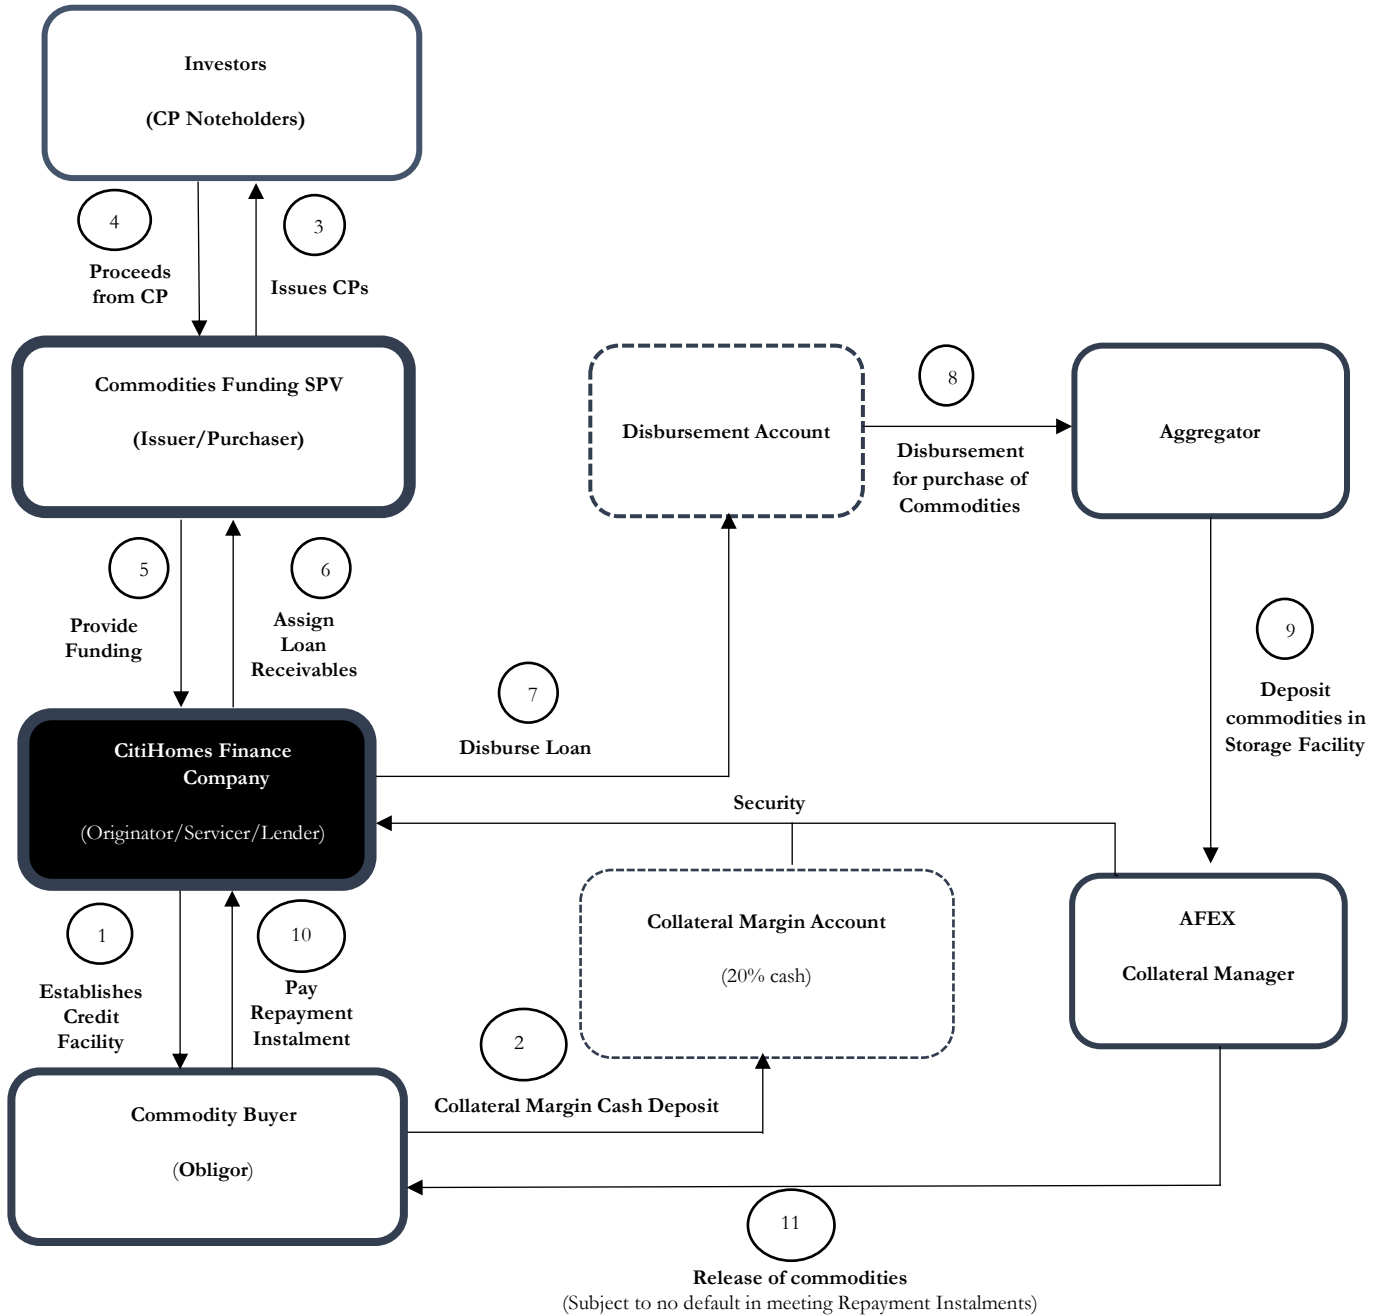 Investors
(CP Noteholders)
4
3
Proceeds
from CP
Issues CPs
Commodities Funding SPV
(Issuer/Purchaser)
Disbursement Account
8
Disbursement
for purchase of
Commodities
Aggregator
5
6
Provide
Funding
Assign
Loan
Receivables
9
Deposit
commodities in
Storage Facility
7
Disburse Loan
CitiHomes Finance
Company
(Originator/Servicer/Lender)
Security
Collateral Margin Account
(20% cash)
AFEX
Collateral Manager
1
10
Establishes
Credit
Facility
Pay
Repayment
Instalment
2
Collateral Margin Cash Deposit
Commodity Buyer
(Obligor)
11
Release of commodities
(Subject to no default in meeting Repayment Instalments)